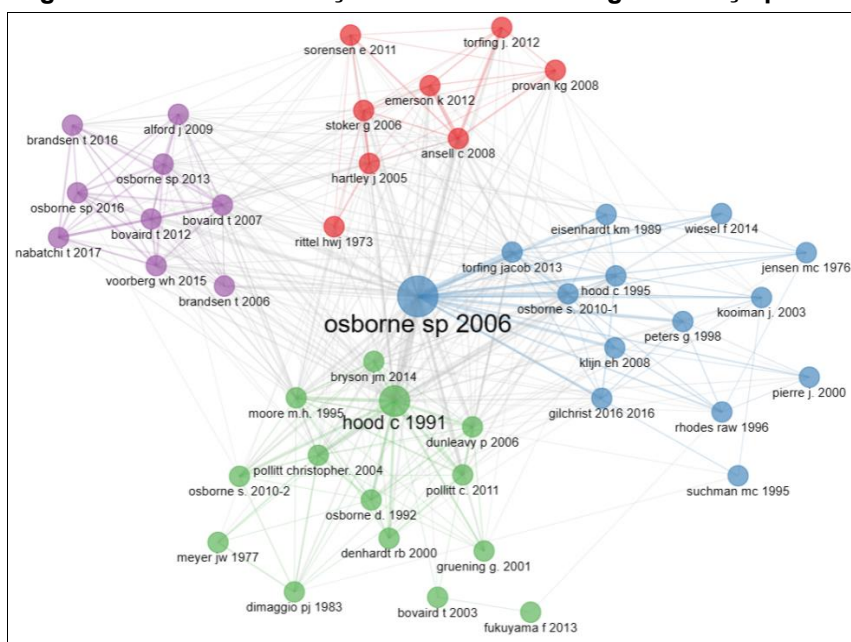 sorensen e 2011
torfing j. 2012
provan kg 2008
emerson k 2012
stoker g 2006
ansell c 2008
hartley j 2005
rittel hwj 1973
brandsen t 2016
alford j 2009
osborne sp 2013
osborne sp 2016
bovaird t 2007
bovaird t 2012
nabatchi t 2017
voorberg wh 2015
brandsen t 2006
eisenhardt km 1989
wiesel f 2014
torfing jacob 2013
jensen mc 1976
hood c 1995
osborne s. 2010-1
kooiman j. 2003
osborne sp 2006
peters g 1998
klijn eh 2008
pierre j. 2000
gilchrist 2016 2016
rhodes raw 1996
suchman mc 1995
bryson jm 2014
moore m.h. 1995
hood c 1991
dunleavy p 2006
pollitt christopher. 2004
osborne s. 2010-2
pollitt c. 2011
osborne d. 1992
meyer jw 1977
denhardt rb 2000
gruening g. 2001
dimaggio pj 1983
bovaird t 2003
fukuyama f 2013